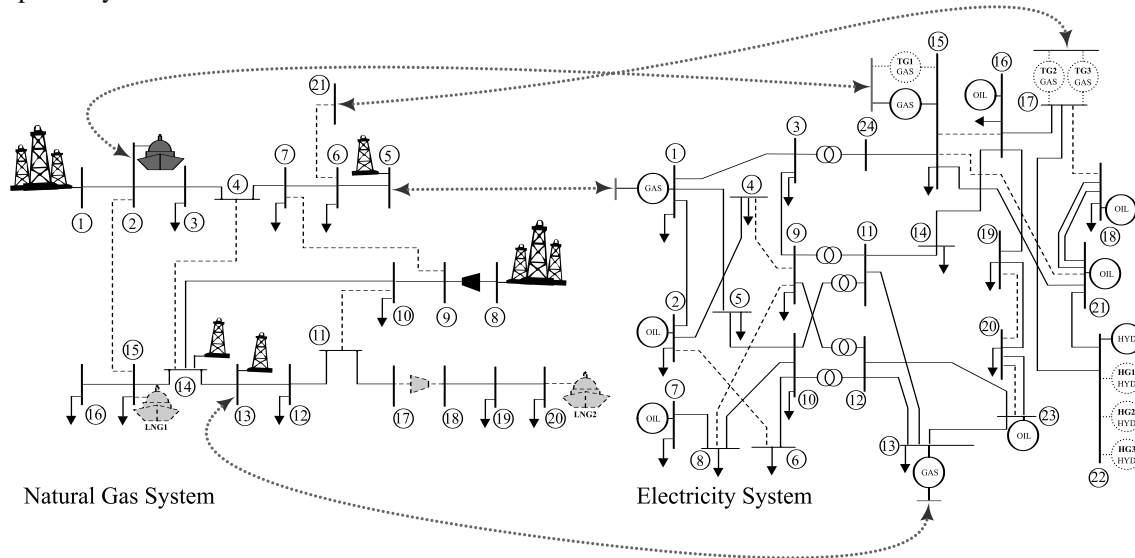 15
16
21
TG1
GAS
TG2
GAS
TG3
GAS
OIL
17
GAS
3
24
1
7
6
5
4
GAS
4
1
2
3
9
11
14
19
OIL
18
OIL
21
10
9
8
11
2
5
20
OIL
HYD
HG1
HYD
HG2
HYD
HG3
HYD
15
14
7
OIL
10
12
23
OIL
16
LNG1
13
12
17
18
19
20
LNG2
8
6
13
GAS
22
Natural Gas System
Electricity System